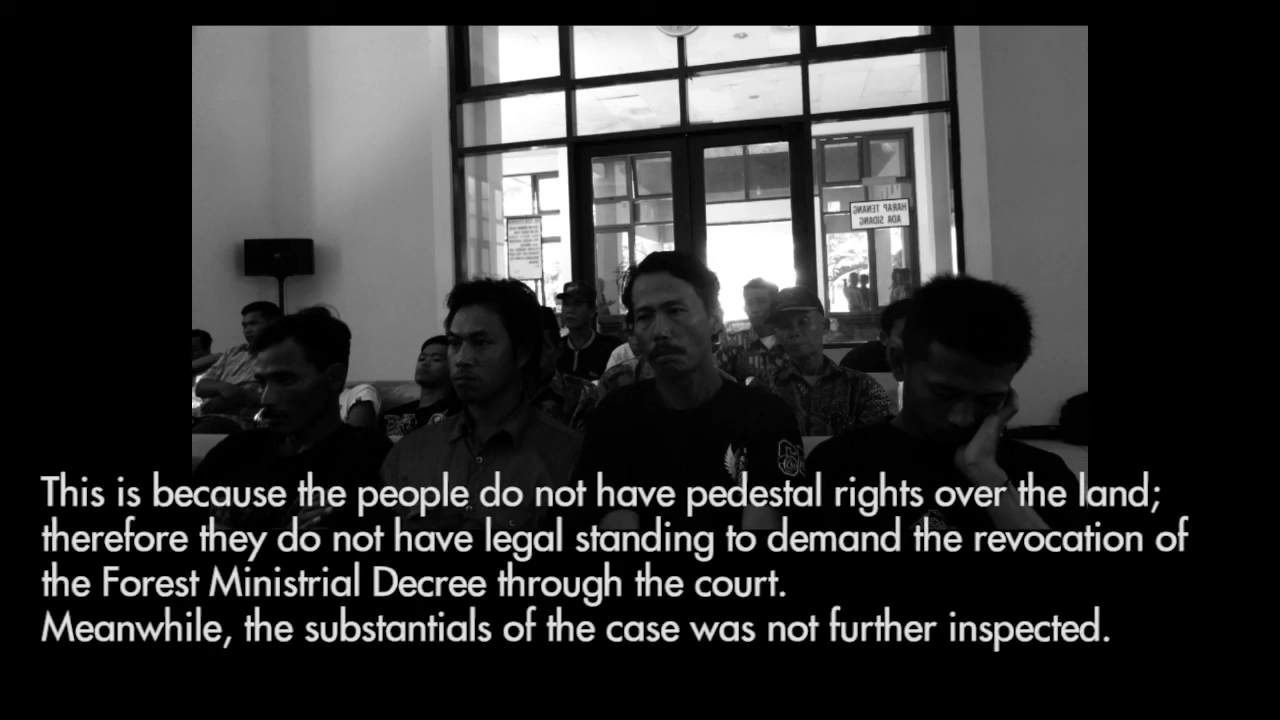 HARAP TENANG
ADA SIDANG
This is because the people do not have pedestal rights over the land;
therefore they do not have legal standing to demand the revocation of
the Forest Ministrial Decree through the court.
Meanwhile, the substantials of the case was not further inspected.